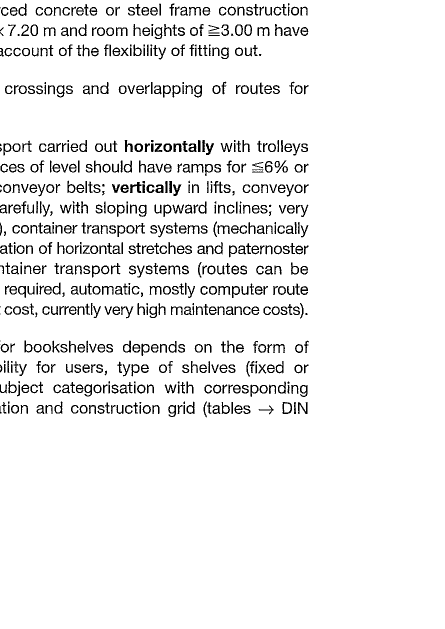 ced concrete or steel frame construction
7.20 m and room heights of ≧3.00 m have
account of the flexibility of fitting out.
crossings and overlapping of routes for
sport carried out horizontally with trolleys
ces of level should have ramps for ≦6% or
conveyor belts; vertically in lifts, conveyor
arefully, with sloping upward inclines; very
), container transport systems (mechanically
ation of horizontal stretches and paternoster
ntainer transport systems (routes can be
required, automatic, mostly computer route
t cost, currently very high maintenance costs).
or bookshelves depends on the form of
ility for users, type of shelves (fixed or
ubject categorisation with corresponding
ation and construction grid (tables → DIN